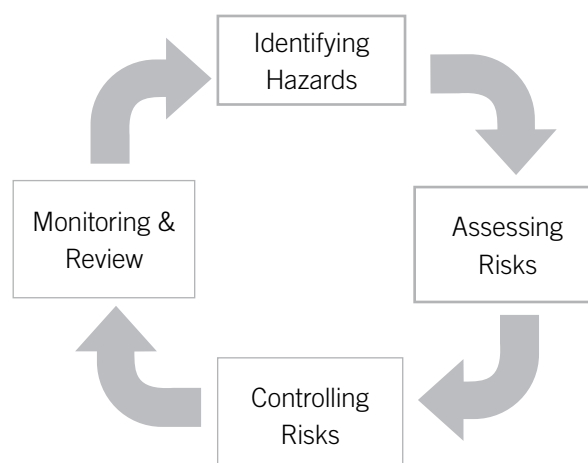 Identifying
Hazards
Assessing
Risks
Controlling
Risks
Monitoring &
Review